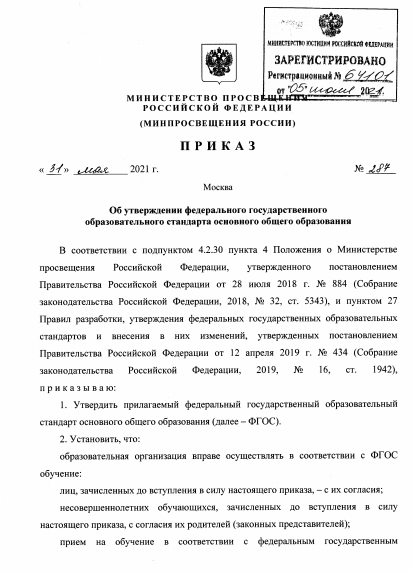 МИНИСТЕРСТВО ЮСТИЦИИ РОССИЙСКОЙ ФЕДЕРАЦИИ
ЗАРЕГИСТРИРОВАНО
Регистрационный № 64101
от "05" июля 2021.
МИНИСТЕРСТВО ПРОСВЕЩЕНИЯ
РОССИЙСКОЙ ФЕДЕРАЦИИ
(МИНПРОСВЕЩЕНИЯ РОССИИ)
ПРИКАЗ
« 31 » мая 2021 г. № 287
Москва
Об утверждении федерального государственного
образовательного стандарта основного общего образования
В соответствии с подпунктом 4.2.30 пункта 4 Положения о Министерстве
просвещения Российской Федерации, утвержденного постановлением
Правительства Российской Федерации от 28 июля 2018 г. № 884 (Собрание
законодательства Российской Федерации, 2018, № 32, ст. 5343), и пунктом 27
Правил разработки, утверждения федеральных государственных образовательных
стандартов и внесения в них изменений, утвержденных постановлением
Правительства Российской Федерации от 12 апреля 2019 г. № 434 (Собрание
законодательства Российской Федерации, 2019, № 16, ст. 1942),
приказываю:
1. Утвердить прилагаемый федеральный государственный образовательный
стандарт основного общего образования (далее – ФГОС).
2. Установить, что:
образовательная организация вправе осуществлять в соответствии с ФГОС
обучение:
лиц, зачисленных до вступления в силу настоящего приказа, – с их согласия;
несовершеннолетних обучающихся, зачисленных до вступления в силу
настоящего приказа, с согласия их родителей (законных представителей);
прием на обучение в соответствии с федеральным государственным